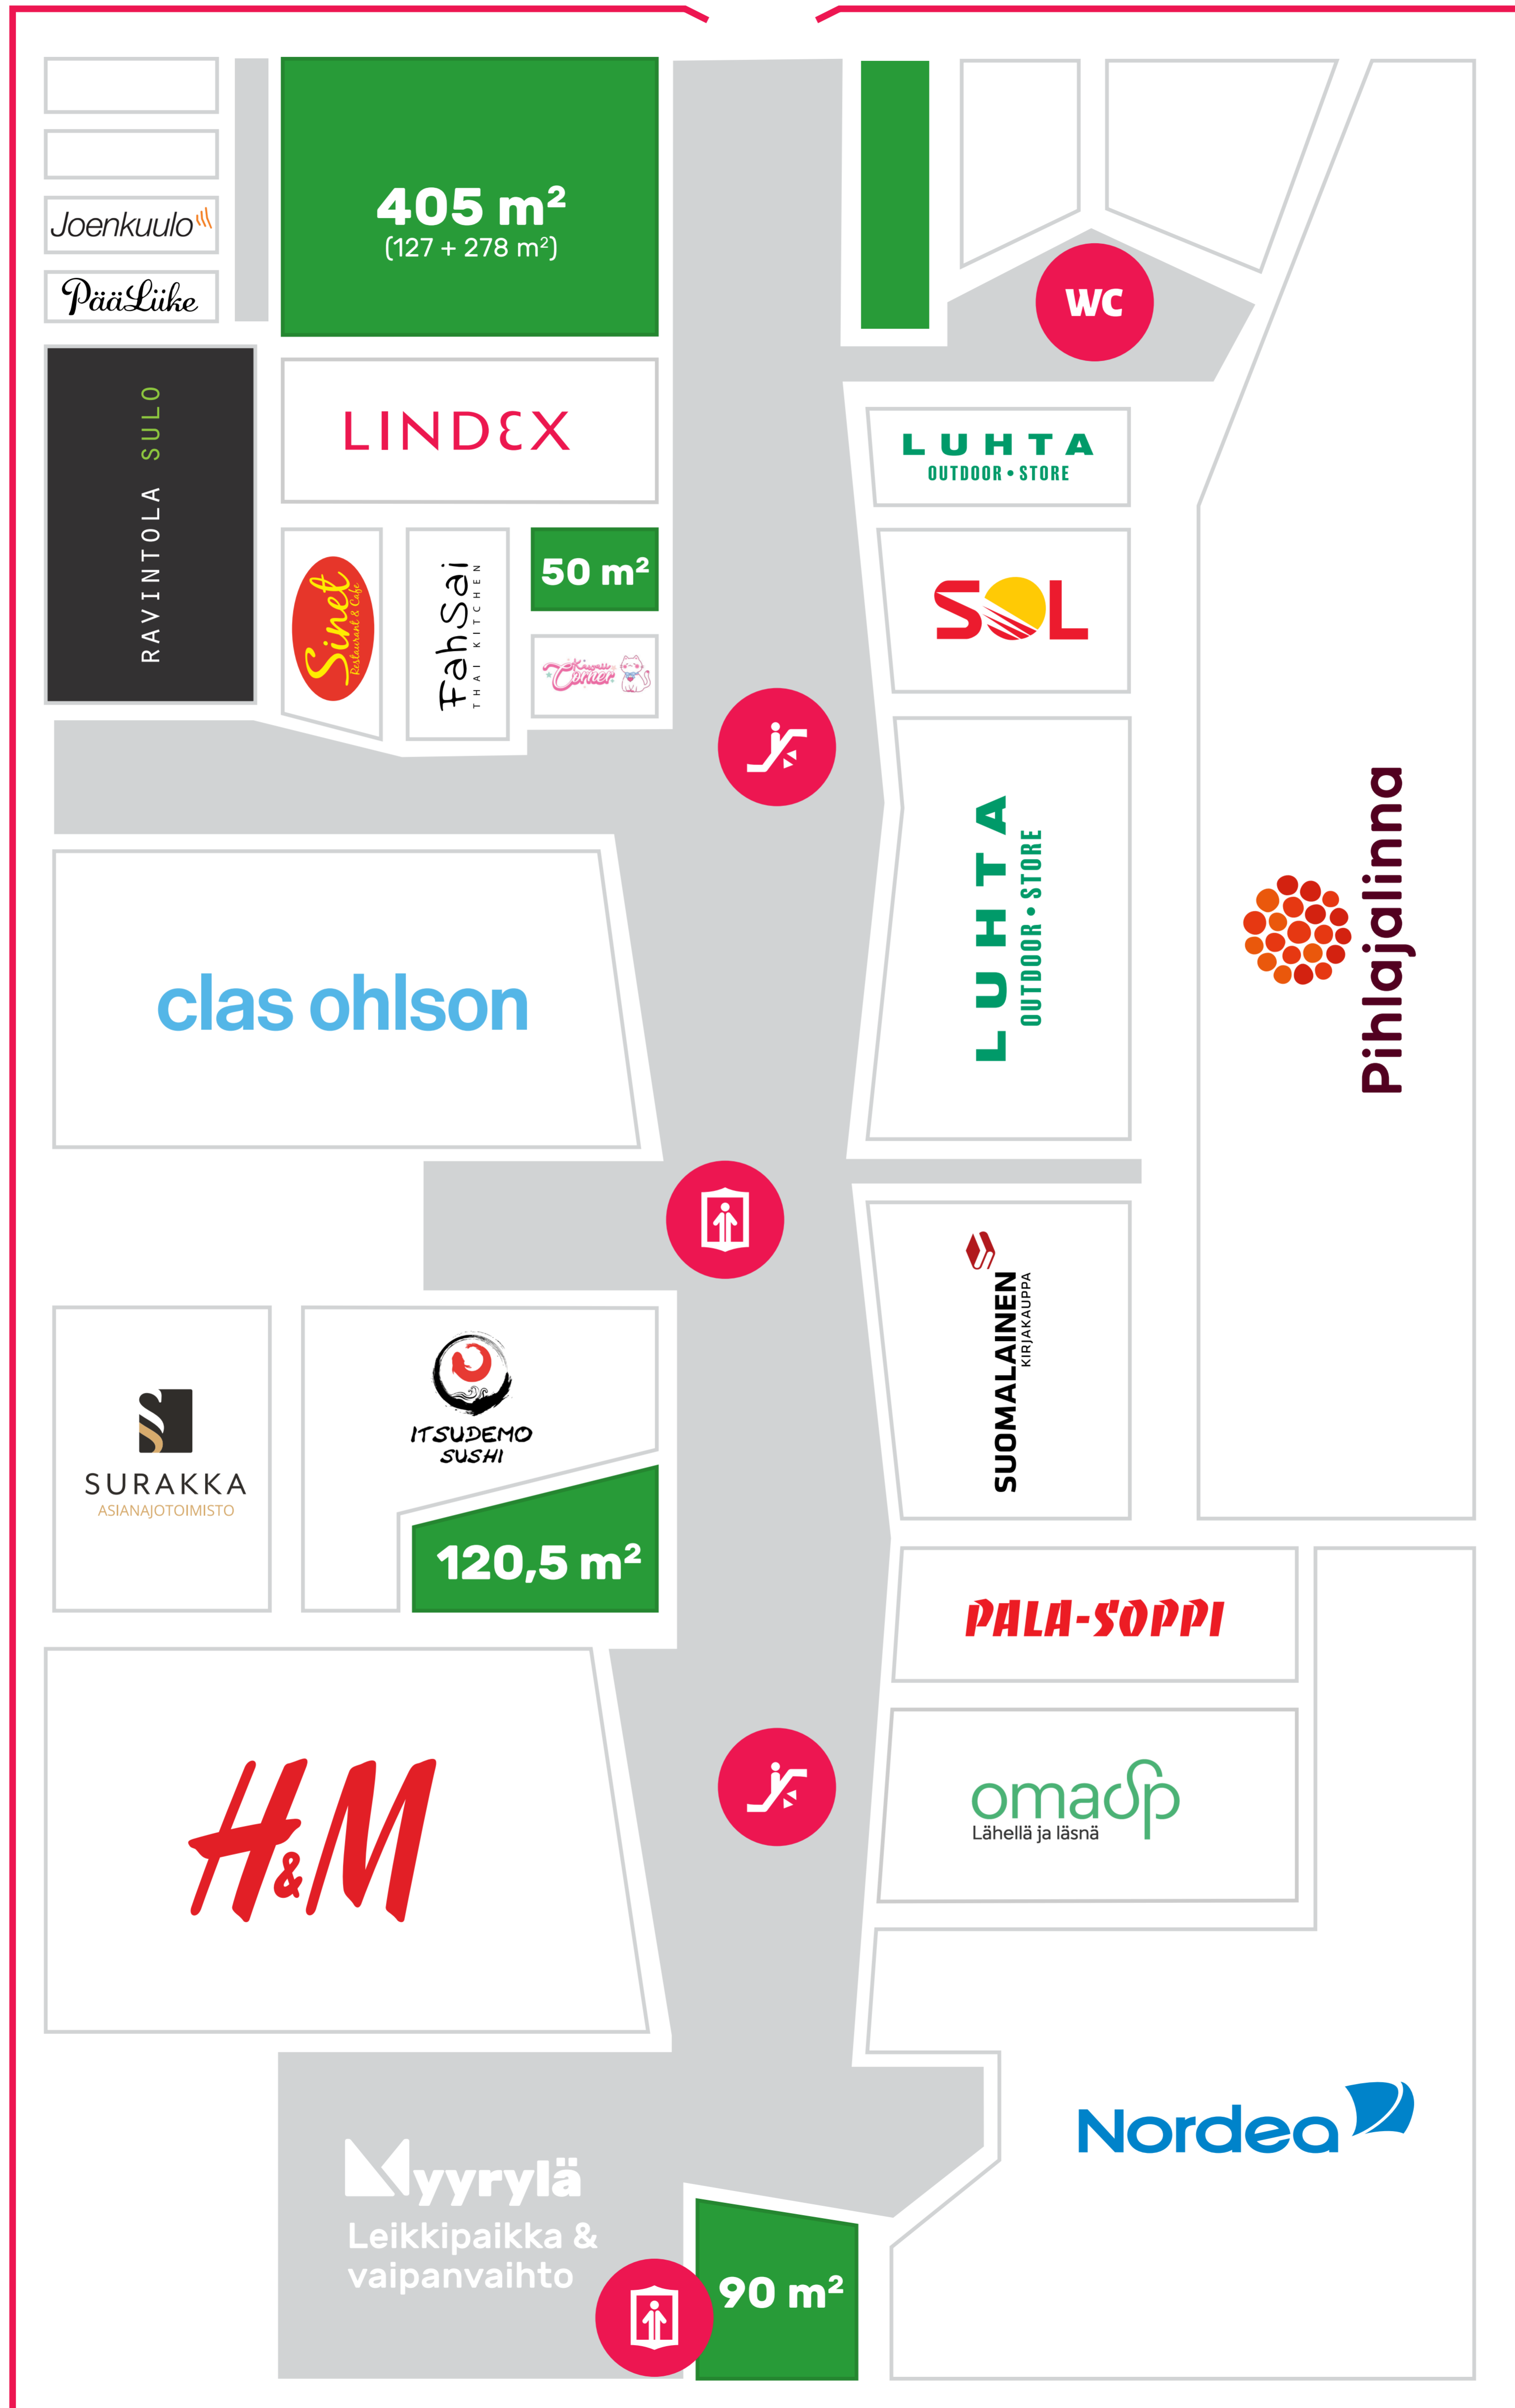 405 m²
(127 + 278 m²)
WC
Joenkuulo
PääLiike
RAVINTOLA SULO
LINDEX
LUHTA
OUTDOOR • STORE
Sinet
Restaurant & Cafe
FahSai
THAI KITCHEN
50 m²
Kiwaii
Corner
SOL
LUHTA
OUTDOOR • STORE
Pihlajalinna
clas ohlson
SUOMALAINEN
KIRJAKAUPPA
SURAKKA
ASIANAJOTOIMISTO
ITSUDEMO
SUSHI
120,5 m²
PALA-SOPPI
H&M
omasp
Lähellä ja läsnä
Nordea
Myyrylä
Leikkipaikka &
vaipanvaihto
90 m²